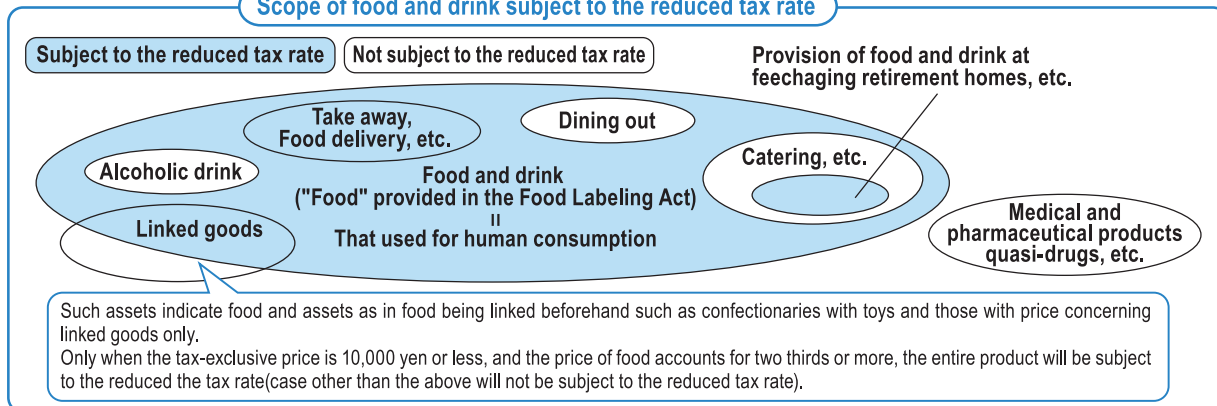 Scope of food and drink subject to the reduced tax rate
Subject to the reduced tax rate
Not subject to the reduced tax rate
Provision of food and drink at
feechaging retirement homes, etc.
Take away,
Food delivery, etc.
Dining out
Alcoholic drink
Catering, etc.
Food and drink
("Food" provided in the Food Labeling Act)
=
That used for human consumption
Linked goods
Medical and
pharmaceutical products
quasi-drugs, etc.
Such assets indicate food and assets as in food being linked beforehand such as confectionaries with toys and those with price concerning
linked goods only.
Only when the tax-exclusive price is 10,000 yen or less, and the price of food accounts for two thirds or more, the entire product will be subject
to the reduced the tax rate(case other than the above will not be subject to the reduced tax rate).